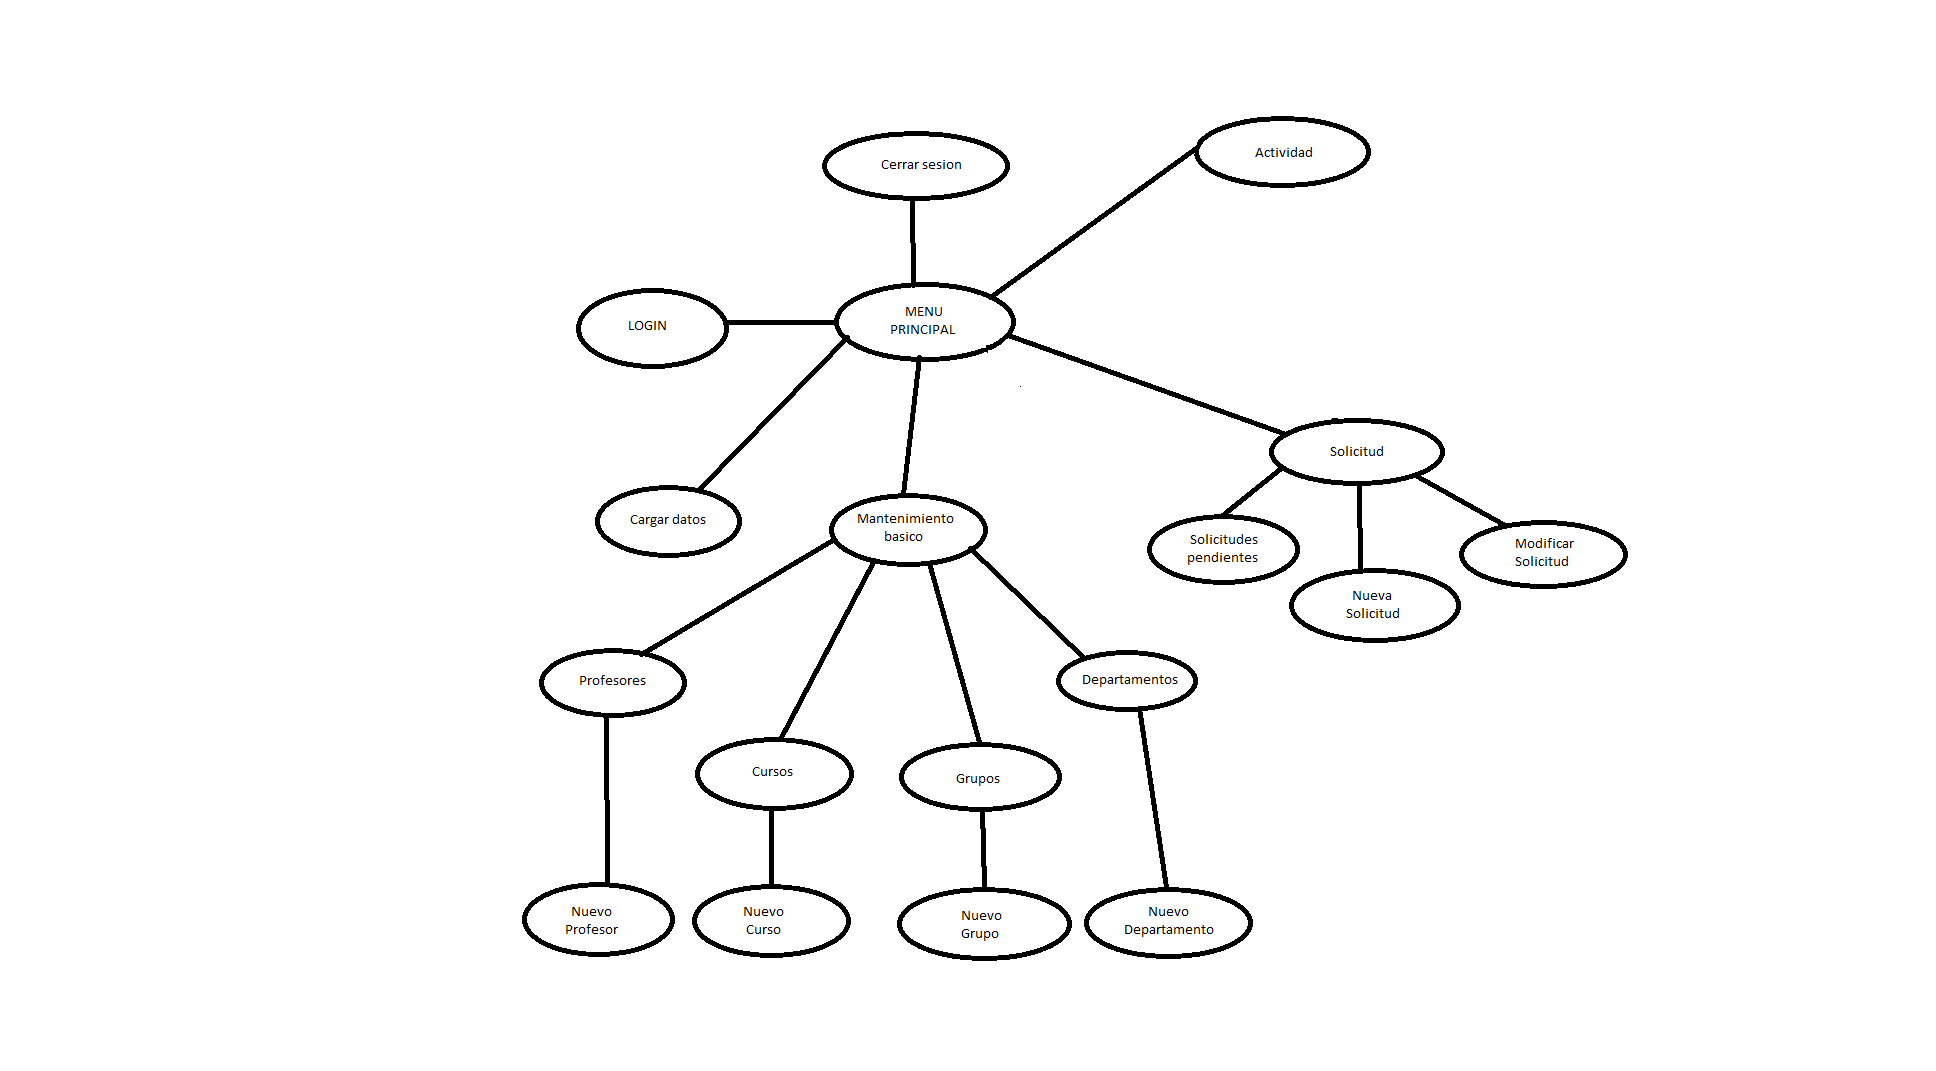 Actividad
Cerrar sesion
MENU
PRINCIPAL
LOGIN
Solicitud
Cargar datos
Mantenimiento
basico
Solicitudes
pendientes
Modificar
Solicitud
Nueva
Solicitud
Profesores
Departamentos
Cursos
Grupos
Nuevo
Profesor
Nuevo
Curso
Nuevo
Grupo
Nuevo
Departamento